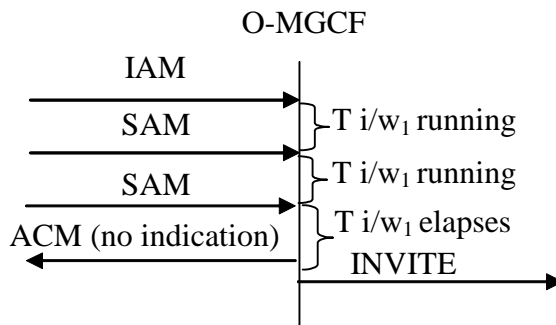 O-MGCF
IAM
T i/w₁ running
SAM
T i/w₁ running
SAM
T i/w₁ elapses
ACM (no indication)
INVITE